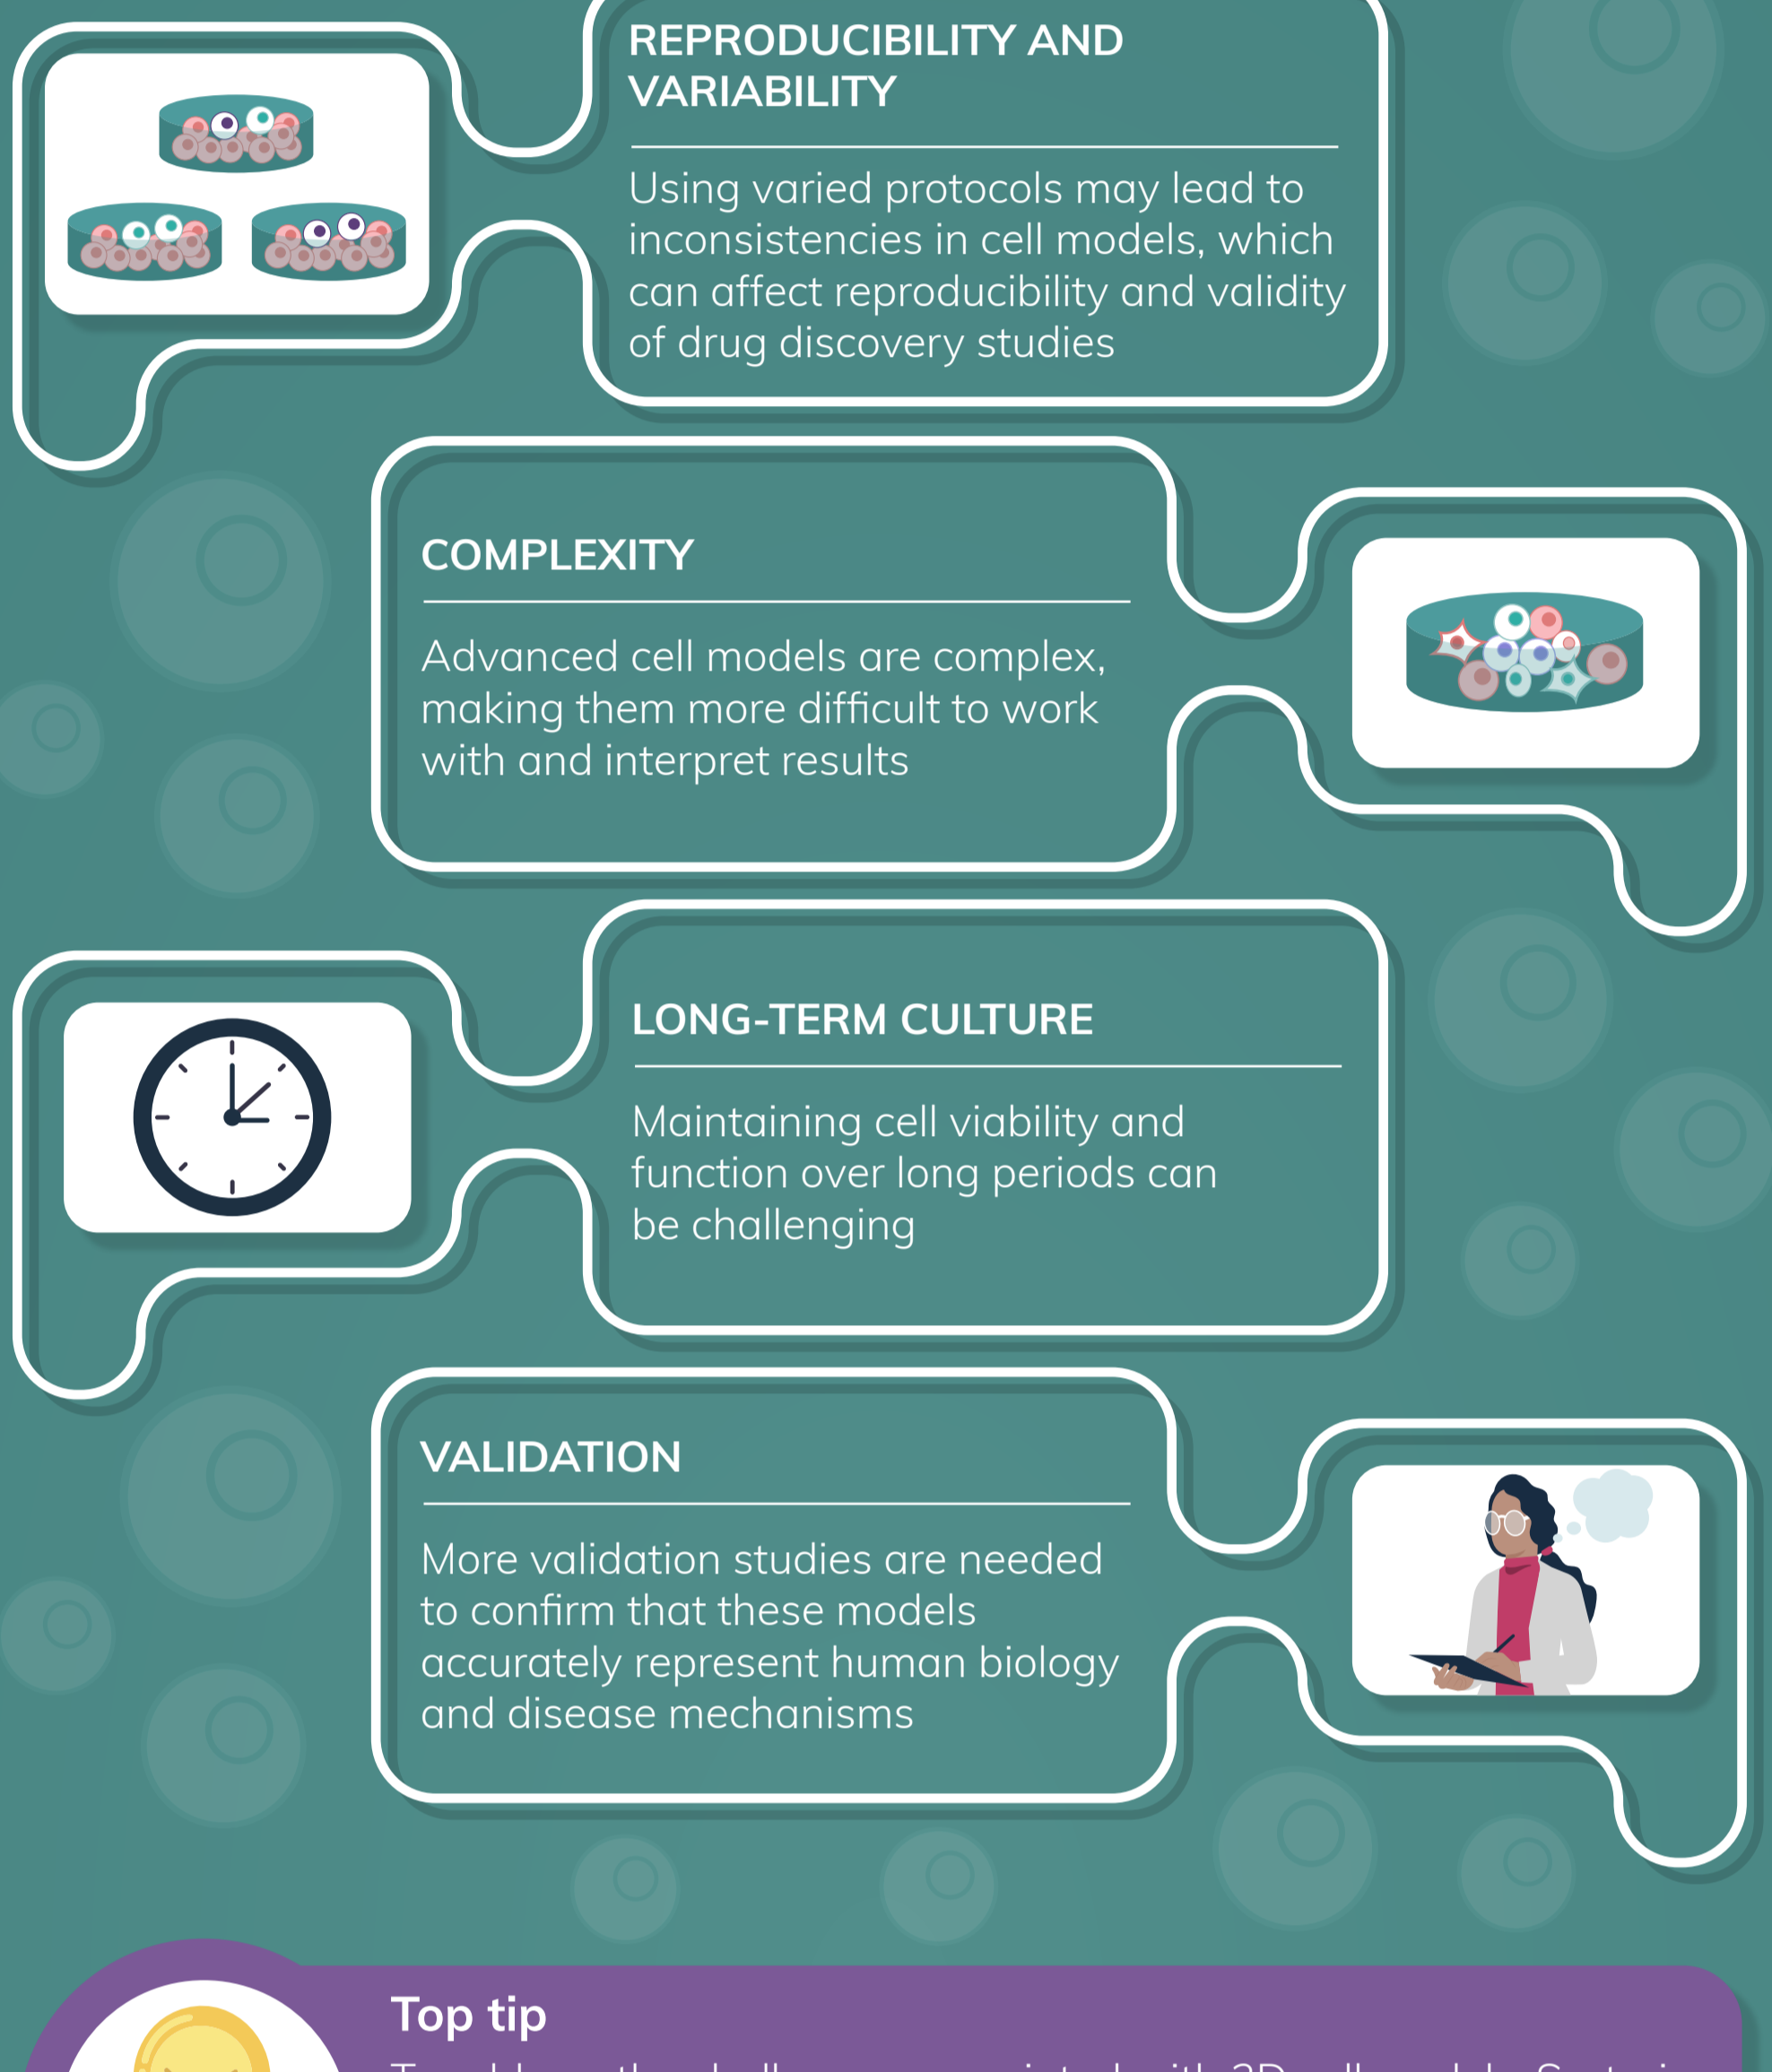 REPRODUCIBILITY AND
VARIABILITY
Using varied protocols may lead to
inconsistencies in cell models, which
can affect reproducibility and validity
of drug discovery studies
COMPLEXITY
Advanced cell models are complex,
making them more difficult to work
with and interpret results
LONG-TERM CULTURE
Maintaining cell viability and
function over long periods can
be challenging
VALIDATION
More validation studies are needed
to confirm that these models
accurately represent human biology
and disease mechanisms
Top tip